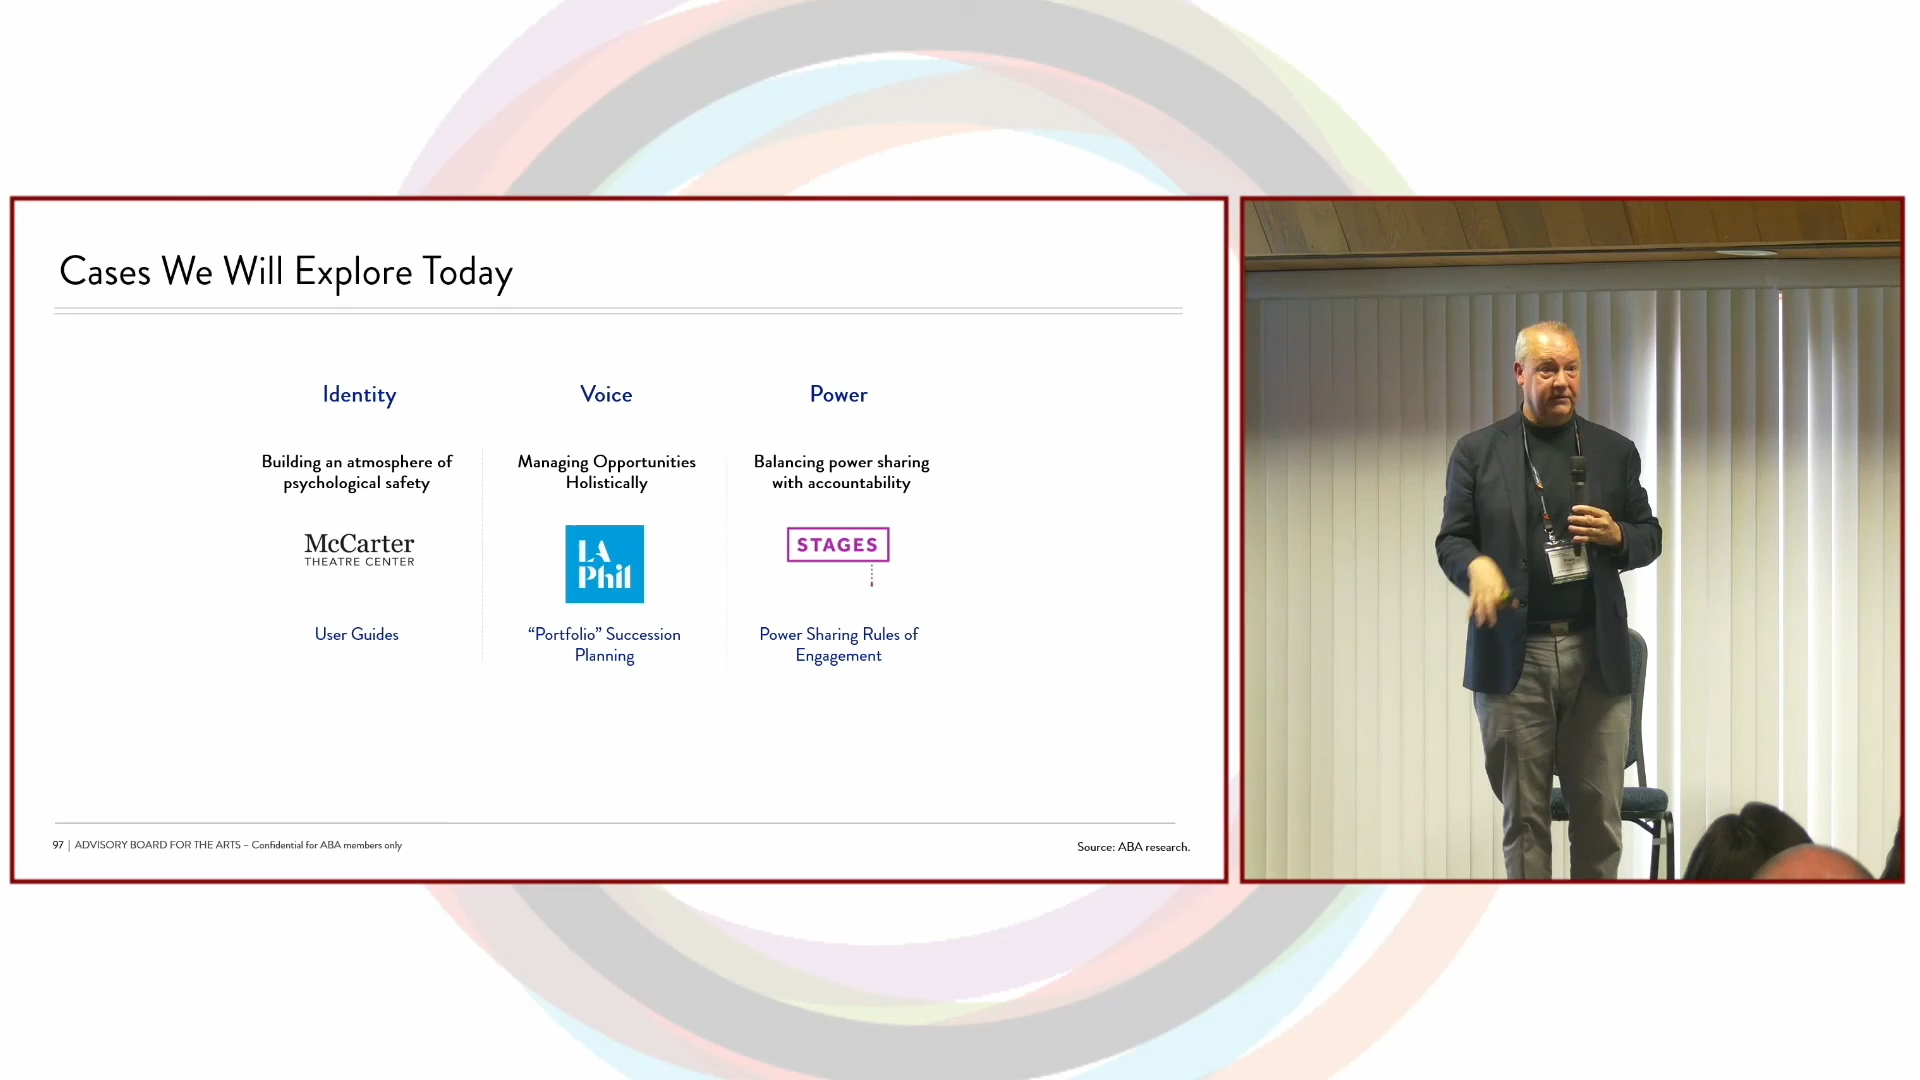 Cases We Will Explore Today
Identity
Building an atmosphere of
psychological safety
McCarter
THEATRE CENTER
User Guides
Voice
Managing Opportunities
Holistically
LA
Phil
“Portfolio” Succession
Planning
Power
Balancing power sharing
with accountability
STAGES
Power Sharing Rules of
Engagement
97 | ADVISORY BOARD FOR THE ARTS – Confidential for ABA members only
Source: ABA research.